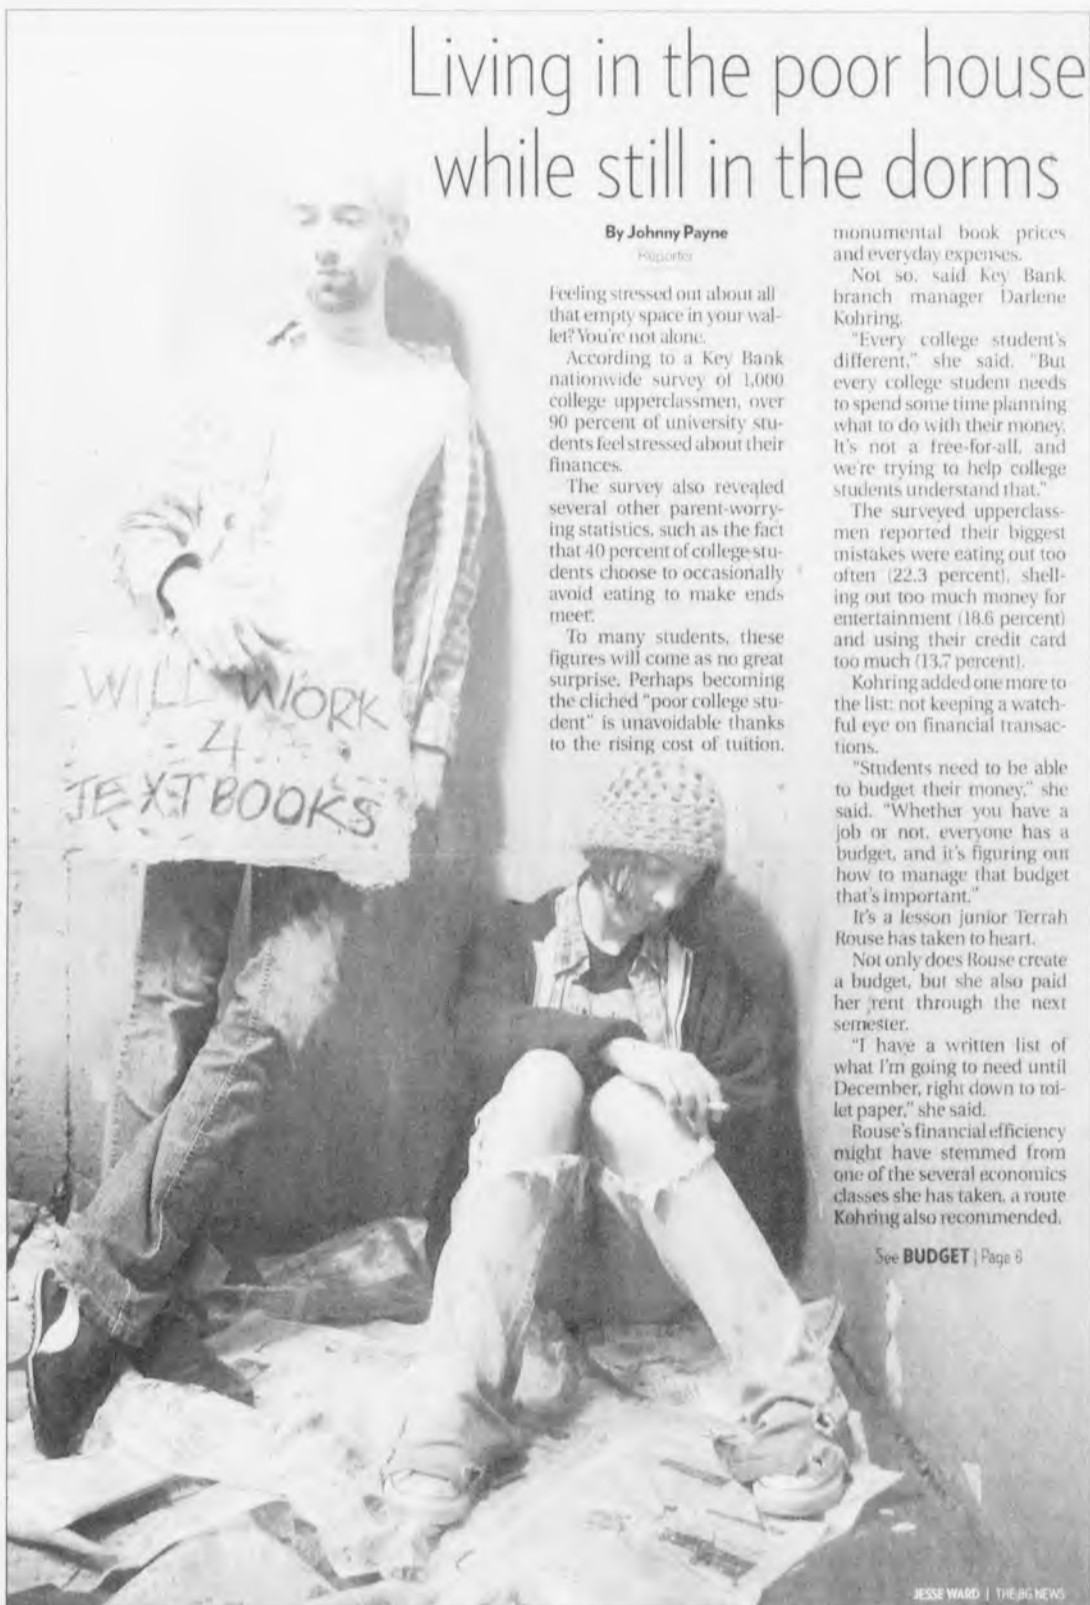 Living in the poor house
while still in the dorms
By Johnny Payne
Reporter
Feeling stressed out about all
that empty space in your wal-
let? You're not alone.
According to a Key Bank
nationwide survey of 1,000
college upperclassmen, over
90 percent of university stu-
dents feel stressed about their
finances.
The survey also revealed
several other parent-worry-
ing statistics, such as the fact
that 40 percent of college stu-
dents choose to occasionally
avoid eating to make ends
meet.
To many students, these
figures will come as no great
surprise. Perhaps becoming
the cliched "poor college stu-
dent" is unavoidable thanks
to the rising cost of tuition,
monumental book prices
and everyday expenses.
Not so, said Key Bank
branch manager Darlene
Kohring.
"Every college student's
different," she said. "But
every college student needs
to spend some time planning
what to do with their money.
It's not a free-for-all, and
we're trying to help college
students understand that."
The surveyed upperclass-
men reported their biggest
mistakes were eating out too
often (22.3 percent), shell-
ing out too much money for
entertainment (18.6 percent)
and using their credit card
too much (13.7 percent).
Kohring added one more to
the list: not keeping a watch-
ful eye on financial transac-
tions.
"Students need to be able
to budget their money," she
said. "Whether you have a
job or not, everyone has a
budget, and it's figuring out
how to manage that budget
that's important."
It's a lesson junior Terrah
Rouse has taken to heart.
Not only does Rouse create
a budget, but she also paid
her rent through the next
semester.
"I have a written list of
what I'm going to need until
December, right down to toi-
let paper," she said.
Rouse's financial efficiency
might have stemmed from
one of the several economics
classes she has taken, a route
Kohring also recommended.
See BUDGET | Page 6
WILL WORK
4
TEXTBOOKS
JESSE WARD | THE BG NEWS